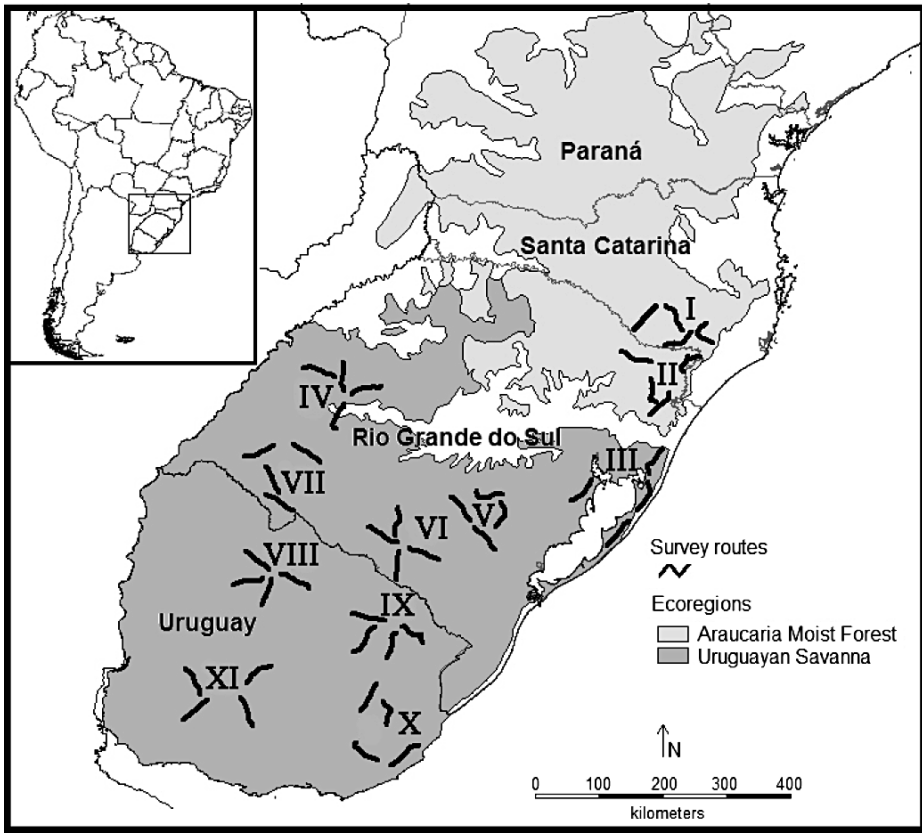 Paraná
Santa Catarina
I
II
IV
Rio Grande do Sul
III
VII
V
VI
VIII
Survey routes
IX
Ecoregions
Uruguay
Araucaria Moist Forest
Uruguayan Savanna
XI
X
N
0 100 200 300 400
kilometers